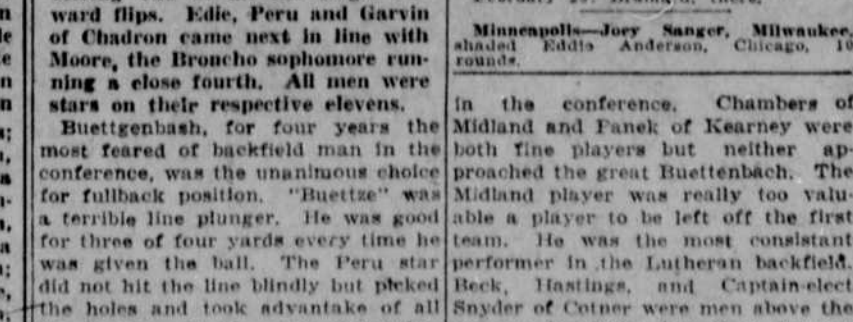 ward flips. Edie, Peru and Garvin
of Chadron came next in line with
Moore, the Broncho sophomore run-
ning a close fourth. All men were
stars on their respective elevens.
Buettgenbash, for four years the
most feared of backfield man in the
conference, was the unanimous choice
for fullback position. "Buettze" was
a terrible line plunger. He was good
for three of four yards every time he
was given the ball. The Peru star
did not hit the line blindly but picked
the holes and took advantake of all
Minneapolis—Joey Sanger, Milwaukee,
shaded Eddie Anderson, Chicago, 10
rounds.
in the conference. Chambers of
Midland and Panek of Kearney were
both fine players but neither ap-
proached the great Buettenbach. The
Midland player was really too valu-
able a player to be left off the first
team. He was the most consistant
performer in the Lutheran backfield.
Beck, Hastings, and Captain-elect
Snyder of Cotner were men above the